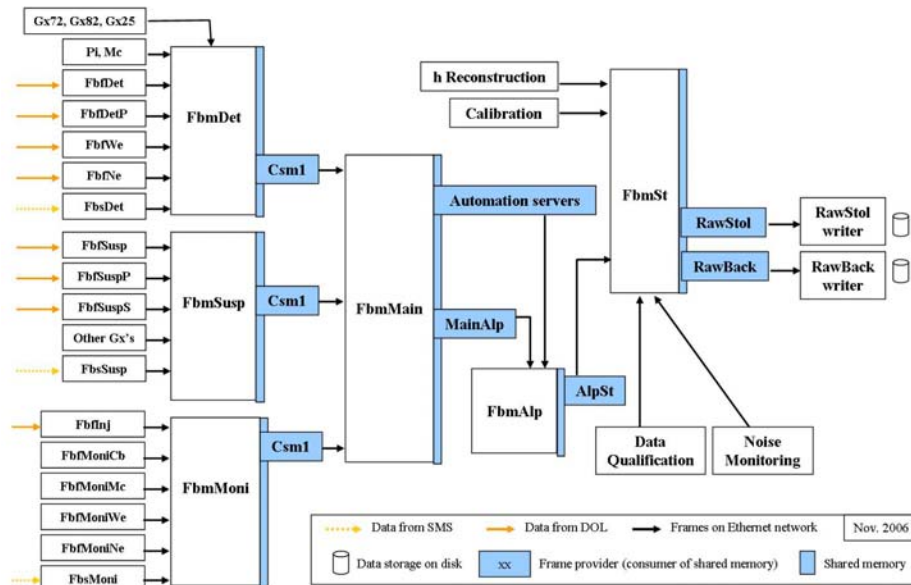 Gx72, Gx82, Gx25
Pi, Mc
FbfDet
FbfDetP
FbfWe
FbfNe
FbsDet
FbmDet
Csm1
FbfSusp
FbfSuspP
FbfSuspS
Other Gx's
FbsSusp
FbmSusp
Csm1
FbfInj
FbfMoniCb
FbfMoniMc
FbfMoniWe
FbfMoniNe
FbsMoni
FbmMoni
Csm1
FbmMain
Automation servers
MainAlp
FbmAlp
AlpSt
h Reconstruction
Calibration
FbmSt
RawStol
RawBack
RawStol
writer
RawBack
writer
Data
Qualification
Noise
Monitoring
Data from SMS
Data from DOL
Frames on Ethernet network
Nov. 2006
Data storage on disk
xx
Frame provider (consumer of shared memory)
Shared memory